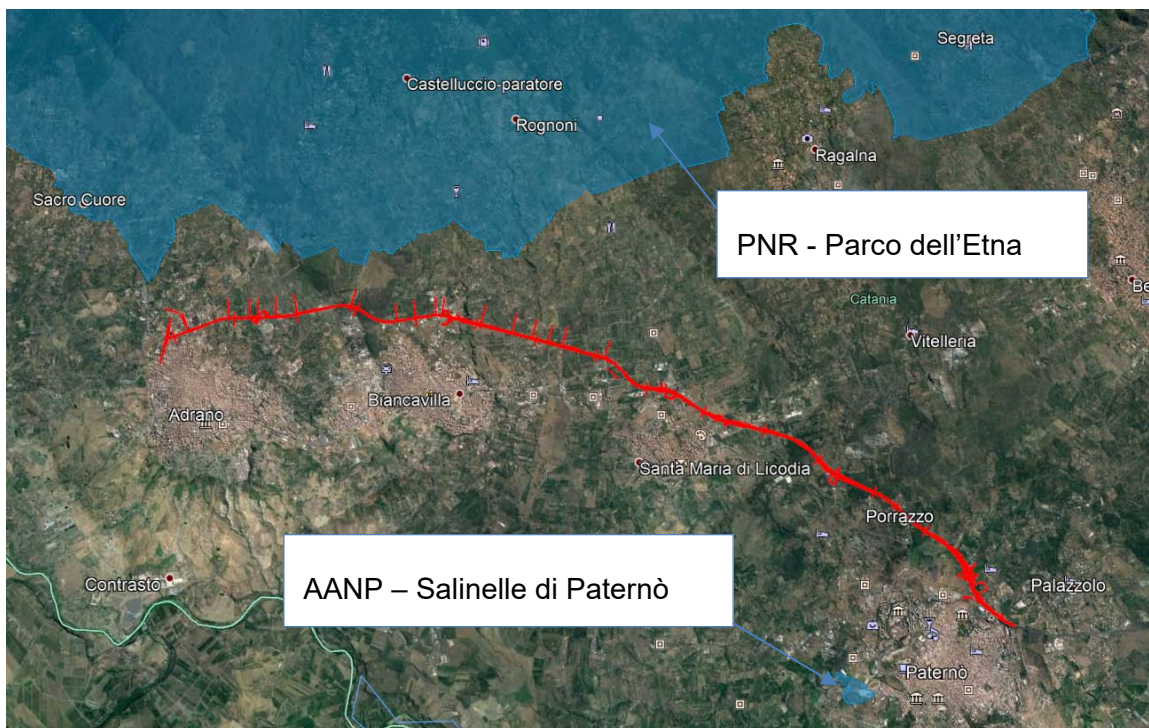 Segreta
Castelluccio-paratore
Rognoni
Ragalna
Sacro Cuore
PNR - Parco dell’Etna
Be
Catania
Vitelleria
Adrano
Biancavilla
Santa Maria di Licodia
Porrazzo
Contrasto
AANP – Salinelle di Paternò
Palazzolo
Paternò